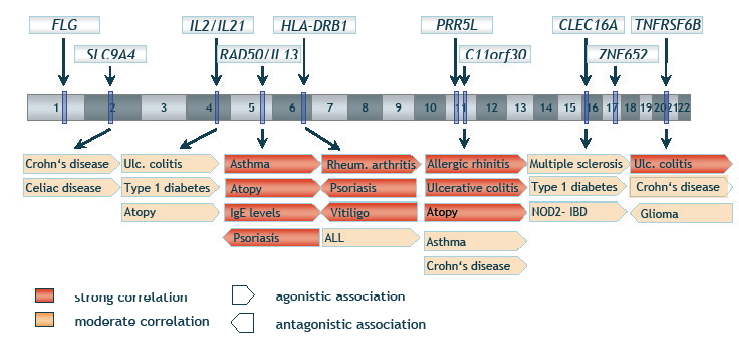 FLG IL2/IL21 HLA-DRB1 PRR5L CLEC16A TNFRSF6B
SLC9A4 RAD50/IL13 C11orf30 ZNF652
1 2 3 4 5 6 7 8 9 10 11 12 13 14 15 16 17 18 19 20 21 22
Crohn's disease Ulc. colitis Asthma Rheum. arthritis Allergic rhinitis Multiple sclerosis Ulc. colitis
Celiac disease Type 1 diabetes Atopy Psoriasis Ulcerative colitis Type 1 diabetes Crohn's disease
Atopy IgE levels Vitiligo Atopy NOD2- IBD Glioma
Psoriasis ALL Asthma
Crohn's disease
strong correlation agonistic association
moderate correlation antagonistic association